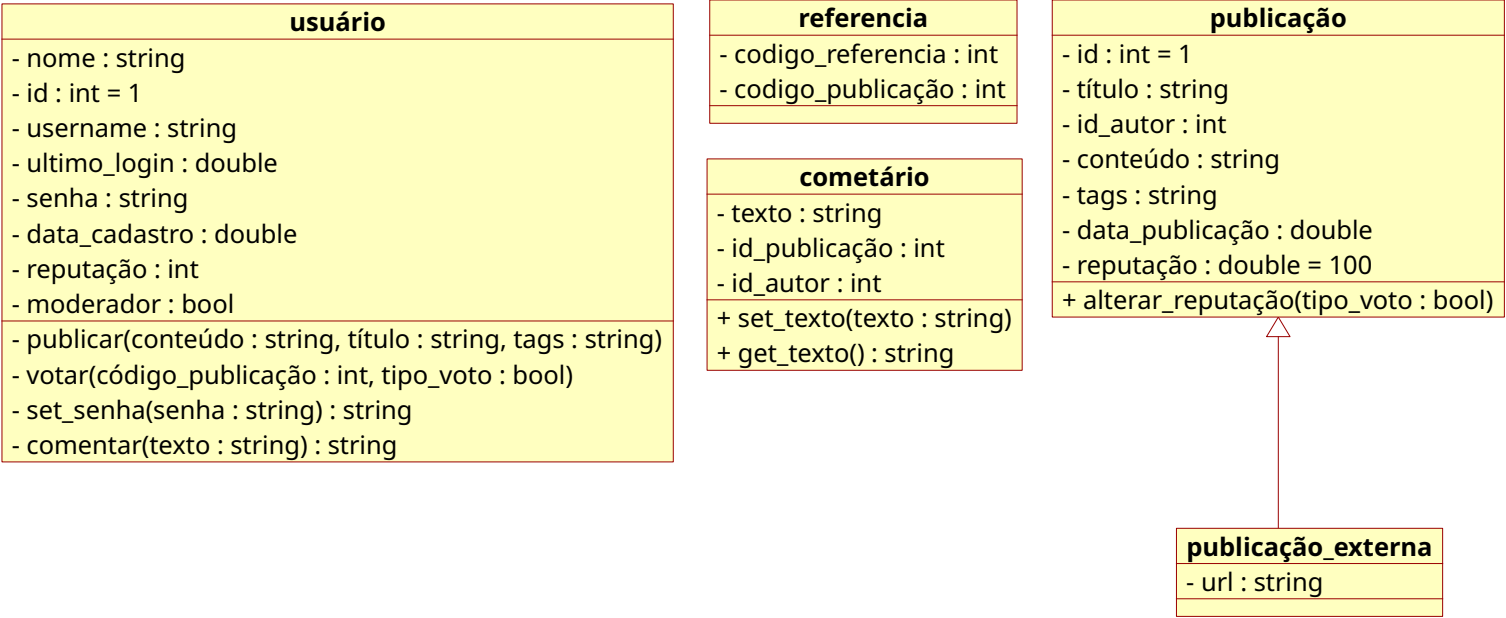 usuário
- nome : string
- id : int = 1
- username : string
- ultimo_login : double
- senha : string
- data_cadastro : double
- reputação : int
- moderador : bool
- publicar(conteúdo : string, título : string, tags : string)
- votar(código_publicação : int, tipo_voto : bool)
- set_senha(senha : string) : string
- comentar(texto : string) : string
referencia
- codigo_referencia : int
- codigo_publicação : int
cometário
- texto : string
- id_publicação : int
- id_autor : int
+ set_texto(texto : string)
+ get_texto() : string
publicação
- id : int = 1
- título : string
- id_autor : int
- conteúdo : string
- tags : string
- data_publicação : double
- reputação : double = 100
+ alterar_reputação(tipo_voto : bool)
publicação_externa
- url : string